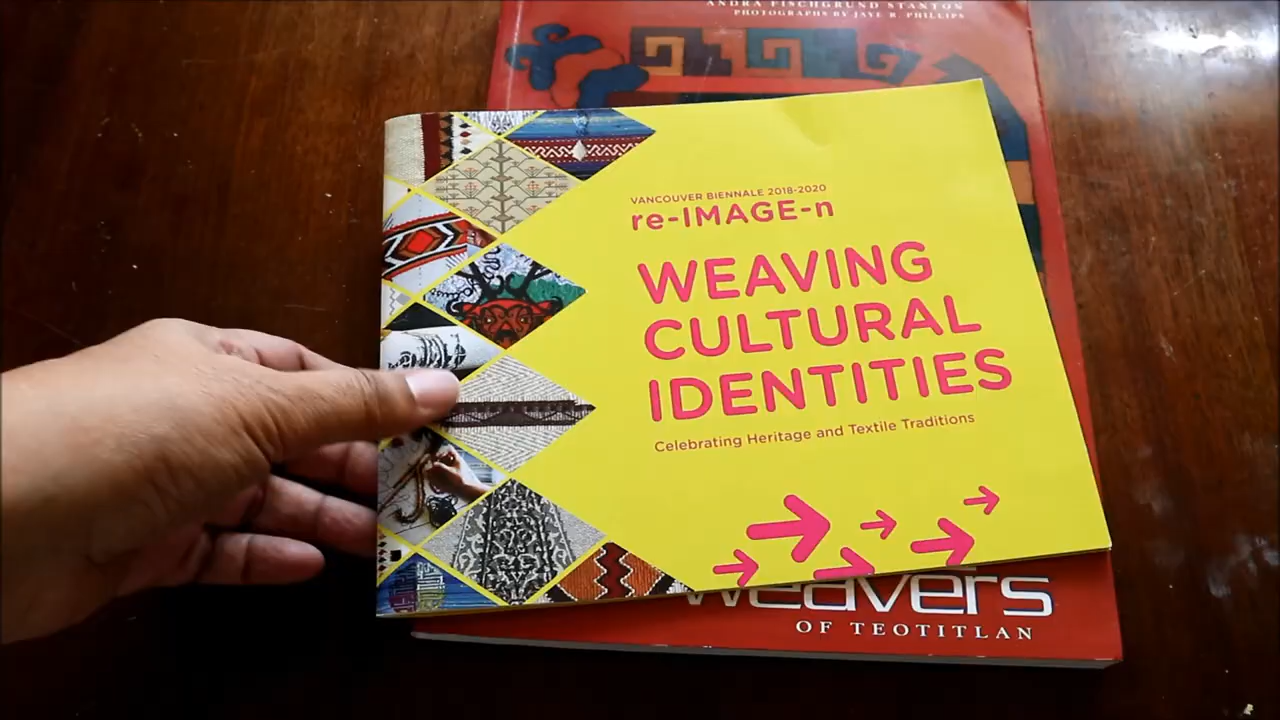 ANDRA FISCHGRUND STANTON
PHOTOGRAPHS BY JAYE R. PHILLIPS
VANCOUVER BIENNALE 2018-2020
re-IMAGE-n
WEAVING
CULTURAL
IDENTITIES
Celebrating Heritage and Textile Traditions
weavers
OF TEOTITLAN